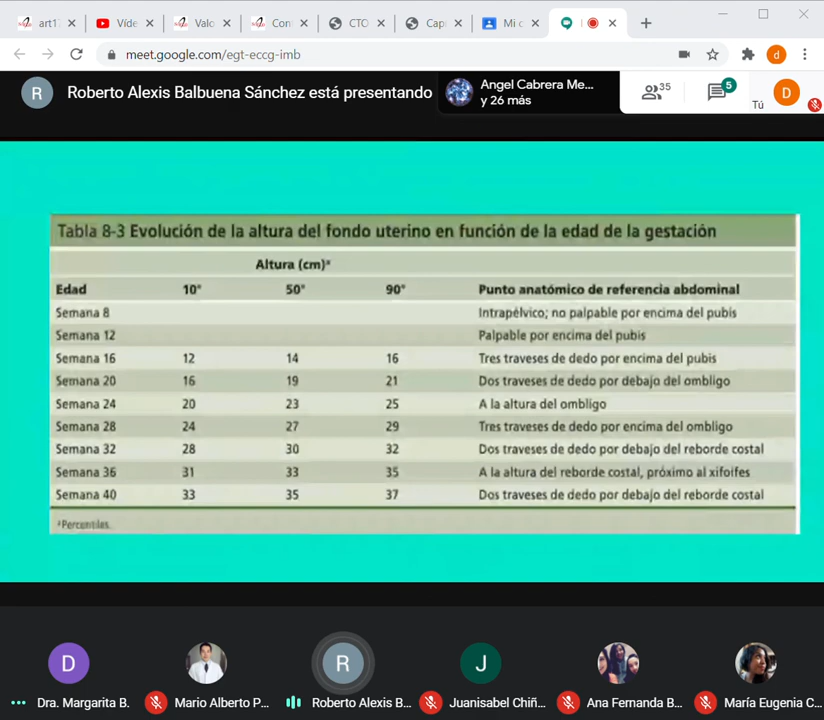 art1
Víde
Valo
Con
CTO
Cap
Mi c
meet.google.com/egt-eccg-imb
d
R
Roberto Alexis Balbuena Sánchez está presentando
Angel Cabrera Me...
y 26 más
35
5
Tú
D
Tabla 8-3 Evolución de la altura del fondo uterino en función de la edad de la gestación
Altura (cm)ª
Edad 10° 50° 90° Punto anatómico de referencia abdominal
Semana 8 Intrapélvico; no palpable por encima del pubis
Semana 12 Palpable por encima del pubis
Semana 16 12 14 16 Tres traveses de dedo por encima del pubis
Semana 20 16 19 21 Dos traveses de dedo por debajo del ombligo
Semana 24 20 23 25 A la altura del ombligo
Semana 28 24 27 29 Tres traveses de dedo por encima del ombligo
Semana 32 28 30 32 Dos traveses de dedo por debajo del reborde costal
Semana 36 31 33 35 A la altura del reborde costal, próximo al xifoifes
Semana 40 33 35 37 Dos traveses de dedo por debajo del reborde costal
ªPercentiles.
D
R
J
Dra. Margarita B.
Mario Alberto P...
Roberto Alexis B...
Juanisabel Chiñ...
Ana Fernanda B...
María Eugenia C...